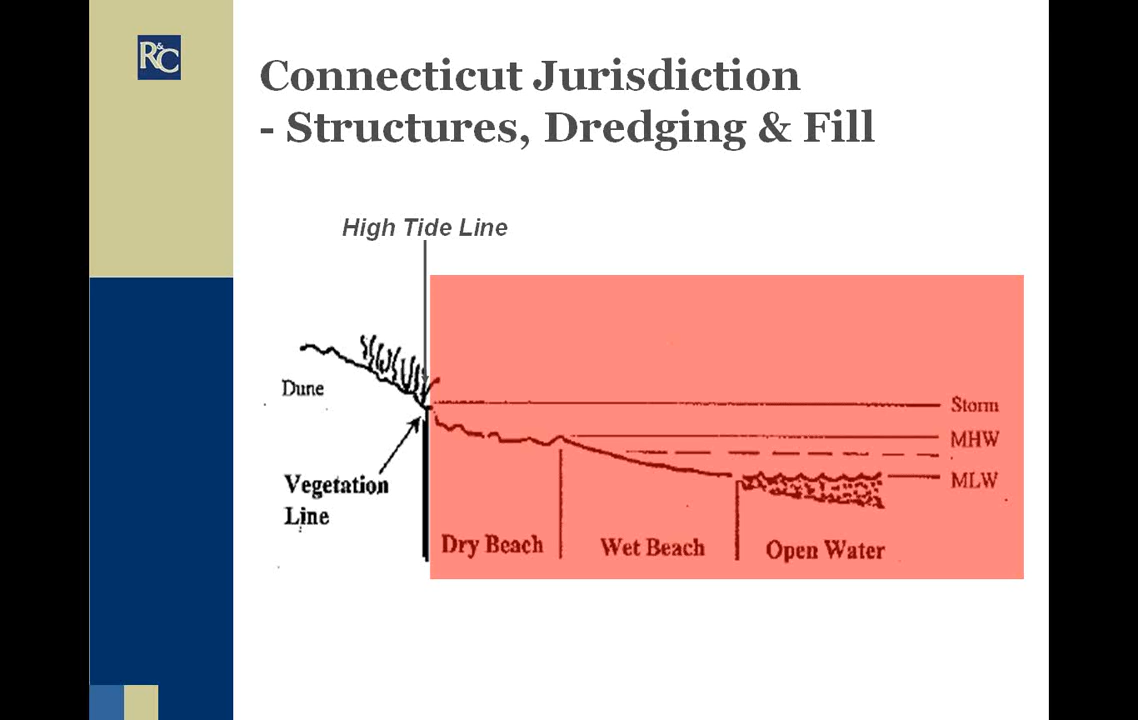 R&C
Connecticut Jurisdiction
- Structures, Dredging & Fill
High Tide Line
Dune
Storm
MHW
MLW
Vegetation
Line
Dry Beach
Wet Beach
Open Water